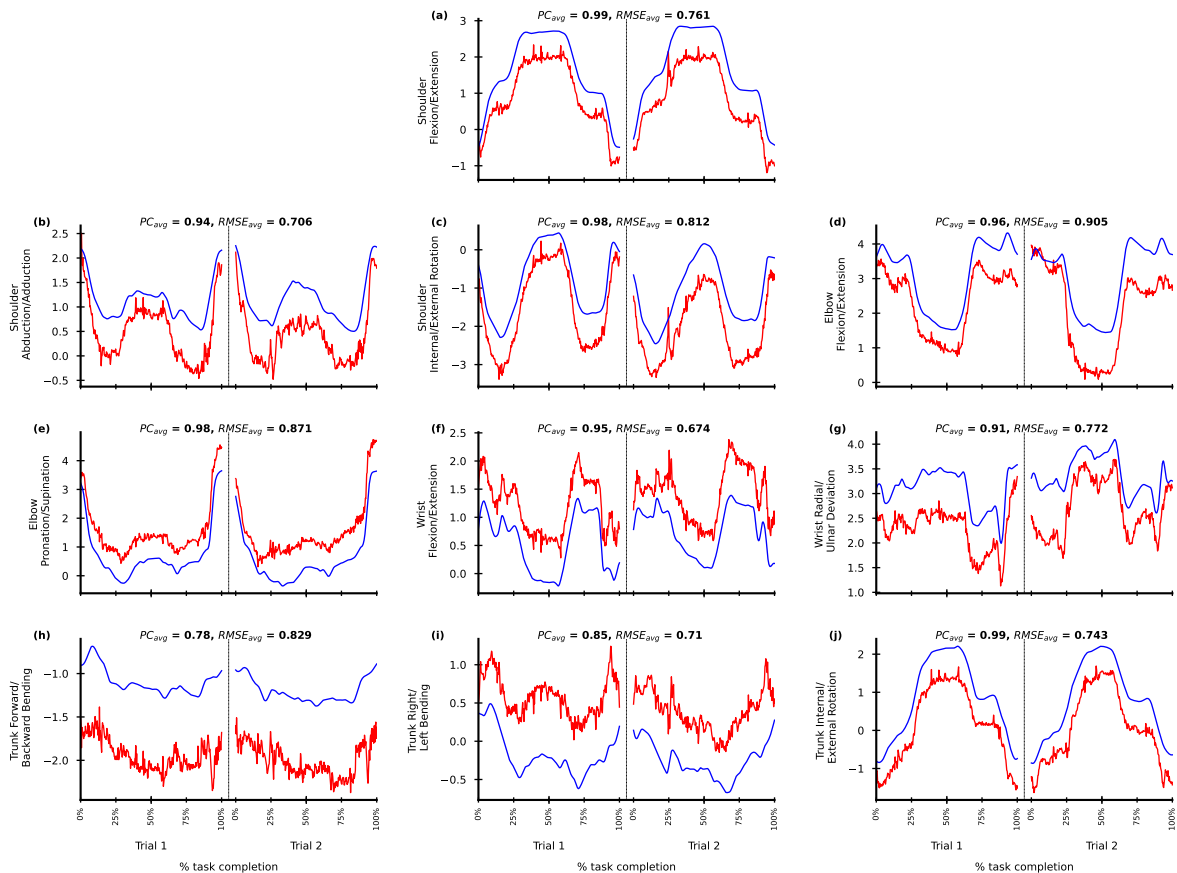 (a) PCavg = 0.99, RMSEavg = 0.761
Shoulder
Flexion/Extension
3
2
1
0
−1
(b) PCavg = 0.94, RMSEavg = 0.706
Shoulder
Abduction/Adduction
2.5
2.0
1.5
1.0
0.5
0.0
−0.5
(c) PCavg = 0.98, RMSEavg = 0.812
Shoulder
Internal/External Rotation
0
−1
−2
−3
(d) PCavg = 0.96, RMSEavg = 0.905
Elbow
Flexion/Extension
4
3
2
1
0
(e) PCavg = 0.98, RMSEavg = 0.871
Elbow
Pronation/Supination
4
3
2
1
0
(f) PCavg = 0.95, RMSEavg = 0.674
Wrist
Flexion/Extension
2.5
2.0
1.5
1.0
0.5
0.0
(g) PCavg = 0.91, RMSEavg = 0.772
Wrist Radial/
Ulnar Deviation
4.0
3.5
3.0
2.5
2.0
1.5
1.0
(h) PCavg = 0.78, RMSEavg = 0.829
Trunk Forward/
Backward Bending
−1.0
−1.5
−2.0
0% 25% 50% 75% 100% 0% 25% 50% 75% 100%
Trial 1 Trial 2
% task completion
(i) PCavg = 0.85, RMSEavg = 0.71
Trunk Right/
Left Bending
1.0
0.5
0.0
−0.5
0% 25% 50% 75% 100% 0% 25% 50% 75% 100%
Trial 1 Trial 2
% task completion
(j) PCavg = 0.99, RMSEavg = 0.743
Trunk Internal/
External Rotation
2
1
0
−1
0% 25% 50% 75% 100% 0% 25% 50% 75% 100%
Trial 1 Trial 2
% task completion